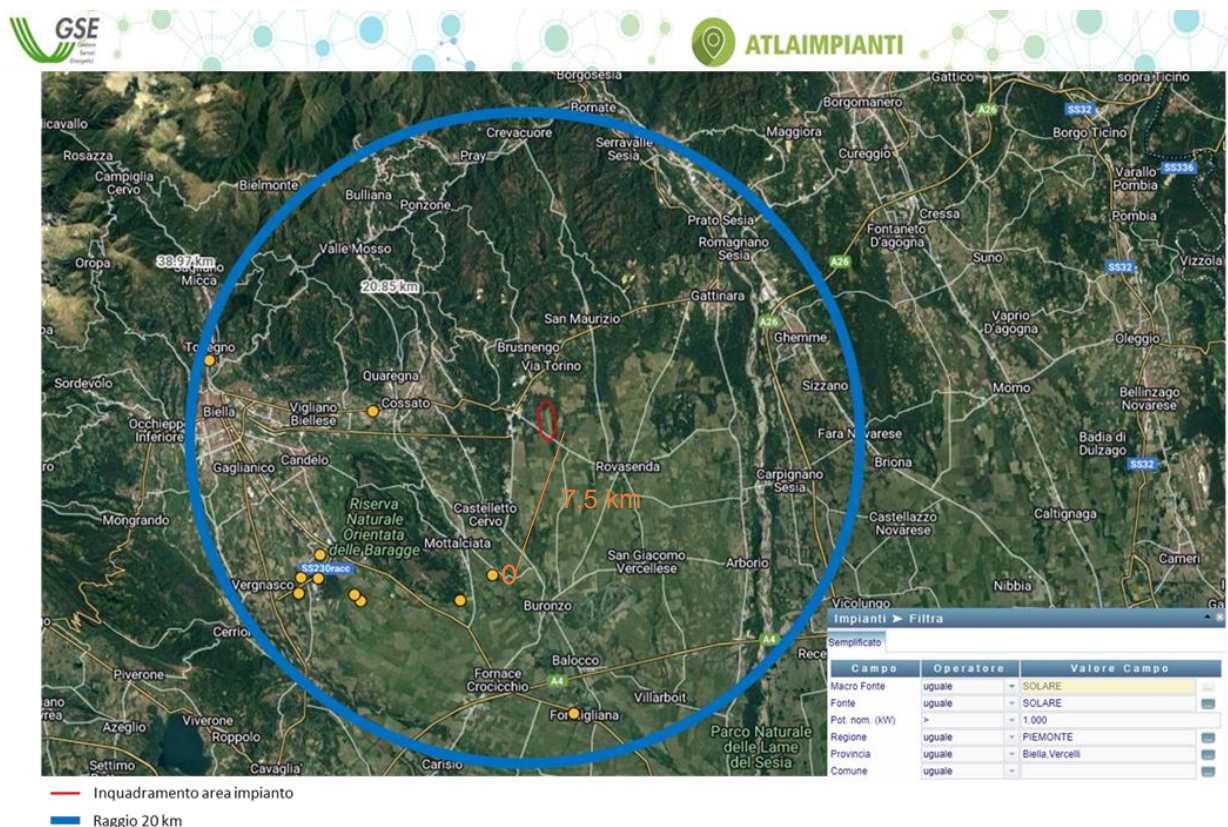 GSE
Gestore
Servizi
Energetici
ATLAIMPIANTI
Borgosesia
Gattico
sopra Ticino
Bornate
Borgomanero
A26
SS32
licavallo
Crevacuore
Serravalle
Sesia
Maggiora
Borgo Ticino
Rosazza
Pray
Cureggio
Varallo
Pombia
SS336
Campiglia
Cervo
Bielmonte
Bulliana
Ponzone
Prato Sesia
Cressa
Pombia
Romagnano
Sesia
Fontaneto
D'agogna
Valle Mosso
Oropa
38.97 km
Sagliano
Micca
A26
Suno
SS32
Vizzola
20.85 km
Gattinara
San Maurizio
A26
Vaprio
D'Agogna
Oleggio
Tollegno
Brusnengo
Via Torino
Ghemme
Sordevolo
Quaregna
Sizzano
Momo
Bellinzago
Novarese
Biella
Vigliano
Biellese
Cossato
Occhieppo
Inferiore
Fara Novarese
Badia di
Dulzago
Gaglianico
Candelo
Rovasenda
Carpignano
Sesia
Briona
SS32
7,5 km
Riserva
Naturale
Orientata
delle Baragge
Castelletto
Cervo
Mongrando
Castellazzo
Novarese
Caltignaga
Mottalciata
San Giacomo
Vercellese
Arborio
Cameri
SS230racc
Vergnasco
Nibbia
Buronzo
Vicolungo
Cerrion
A4
Rece
Balocco
Piverone
Fornace
Crocicchio
A4
Villarboit
Azeglio
Viverone
Roppolo
Formigliana
Parco Naturale
delle Lame
del Sesia
Settimo
Cavaglia'
Carisio
Impianti ➤ Filtra
Semplificato
Campo Operatore Valore Campo
Macro Fonte uguale SOLARE
Fonte uguale SOLARE
Pot. nom. (kW) > 1.000
Regione uguale PIEMONTE
Provincia uguale Biella,Vercelli
Comune uguale
Inquadramento area impianto
Raggio 20 km